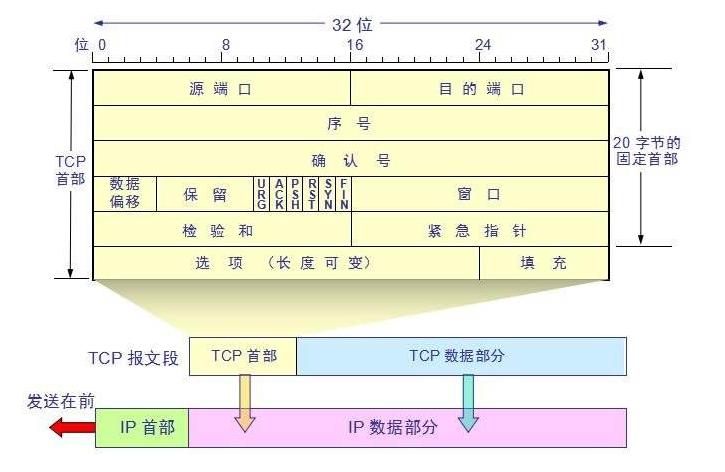 32 位
位 0 8 16 24 31
源 端 口 目 的 端 口
序 号
TCP
首部
20 字节的
固定首部
确 认 号
数据
偏移
保 留
URG
ACK
PSH
RST
SYN
FIN
窗 口
检 验 和 紧 急 指 针
选 项 (长 度 可 变) 填 充
TCP 报文段 TCP 首部 TCP 数据部分
发送在前
IP 首部 IP 数据部分